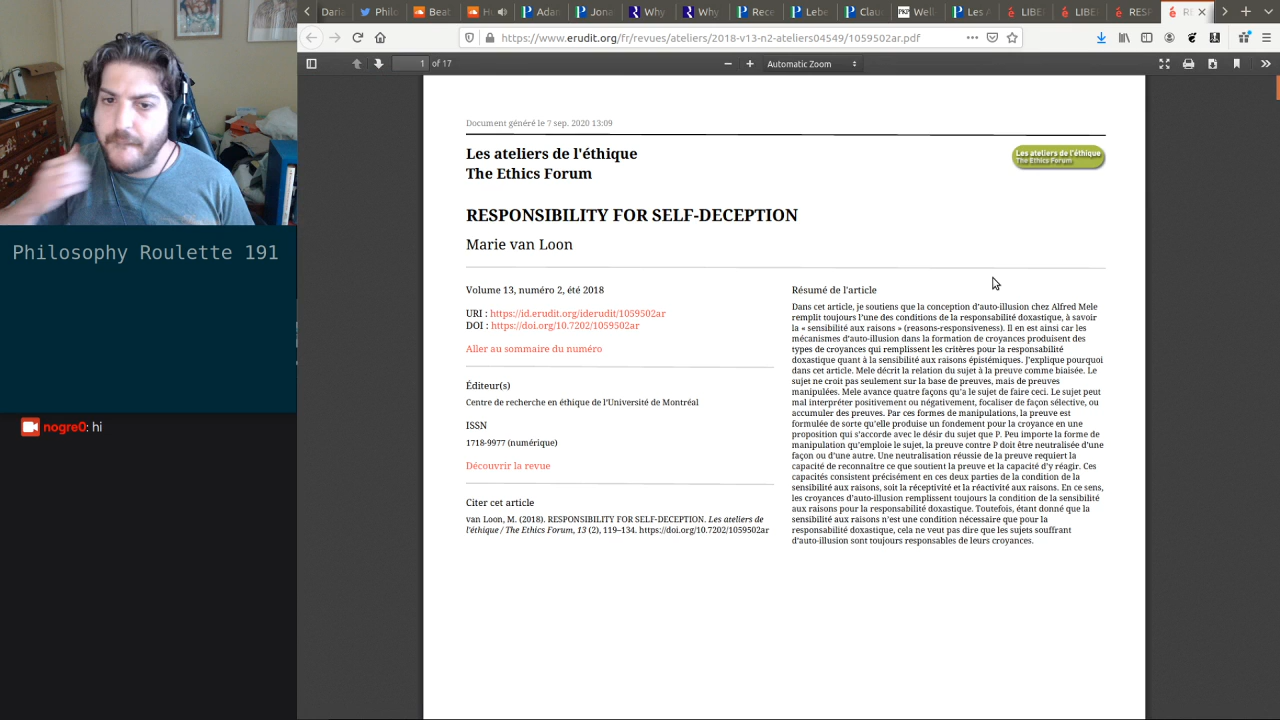 Daria
Philo
Beat
Hu
Adan
Jona
Why
Why
Rece
Lebe
Clau
PKP Well
Les A
LIBEI
LIBEI
RESP
RE
https://www.erudit.org/fr/revues/ateliers/2018-v13-n2-ateliers04549/1059502ar.pdf
1 of 17
Automatic Zoom
Document généré le 7 sep. 2020 13:09
Les ateliers de l'éthique
The Ethics Forum
Les ateliers de l'éthique
The Ethics Forum
RESPONSIBILITY FOR SELF-DECEPTION
Marie van Loon
Volume 13, numéro 2, été 2018
URI : https://id.erudit.org/iderudit/1059502ar
DOI : https://doi.org/10.7202/1059502ar
Aller au sommaire du numéro
Éditeur(s)
Centre de recherche en éthique de l'Université de Montréal
ISSN
1718-9977 (numérique)
Découvrir la revue
Citer cet article
van Loon, M. (2018). RESPONSIBILITY FOR SELF-DECEPTION. Les ateliers de
l'éthique / The Ethics Forum, 13 (2), 119–134. https://doi.org/10.7202/1059502ar
Résumé de l'article
Dans cet article, je soutiens que la conception d'auto-illusion chez Alfred Mele
remplit toujours l'une des conditions de la responsabilité doxastique, à savoir
la « sensibilité aux raisons » (reasons-responsiveness). Il en est ainsi car les
mécanismes d'auto-illusion dans la formation de croyances produisent des
types de croyances qui remplissent les critères pour la responsabilité
doxastique quant à la sensibilité aux raisons épistémiques. J'explique pourquoi
dans cet article. Mele décrit la relation du sujet à la preuve comme biaisée. Le
sujet ne croit pas seulement sur la base de preuves, mais de preuves
manipulées. Mele avance quatre façons qu'a le sujet de faire ceci. Le sujet peut
mal interpréter positivement ou négativement, focaliser de façon sélective, ou
accumuler des preuves. Par ces formes de manipulations, la preuve est
formulée de sorte qu'elle produise un fondement pour la croyance en une
proposition qui s'accorde avec le désir du sujet que P. Peu importe la forme de
manipulation qu'emploie le sujet, la preuve contre P doit être neutralisée d'une
façon ou d'une autre. Une neutralisation réussie de la preuve requiert la
capacité de reconnaître ce que soutient la preuve et la capacité d'y réagir. Ces
capacités consistent précisément en ces deux parties de la condition de la
sensibilité aux raisons, soit la réceptivité et la réactivité aux raisons. En ce sens,
les croyances d'auto-illusion remplissent toujours la condition de la sensibilité
aux raisons pour la responsabilité doxastique. Toutefois, étant donné que la
sensibilité aux raisons n'est une condition nécessaire que pour la
responsabilité doxastique, cela ne veut pas dire que les sujets souffrant
d'auto-illusion sont toujours responsables de leurs croyances.
Philosophy Roulette 191
nogre0: hi